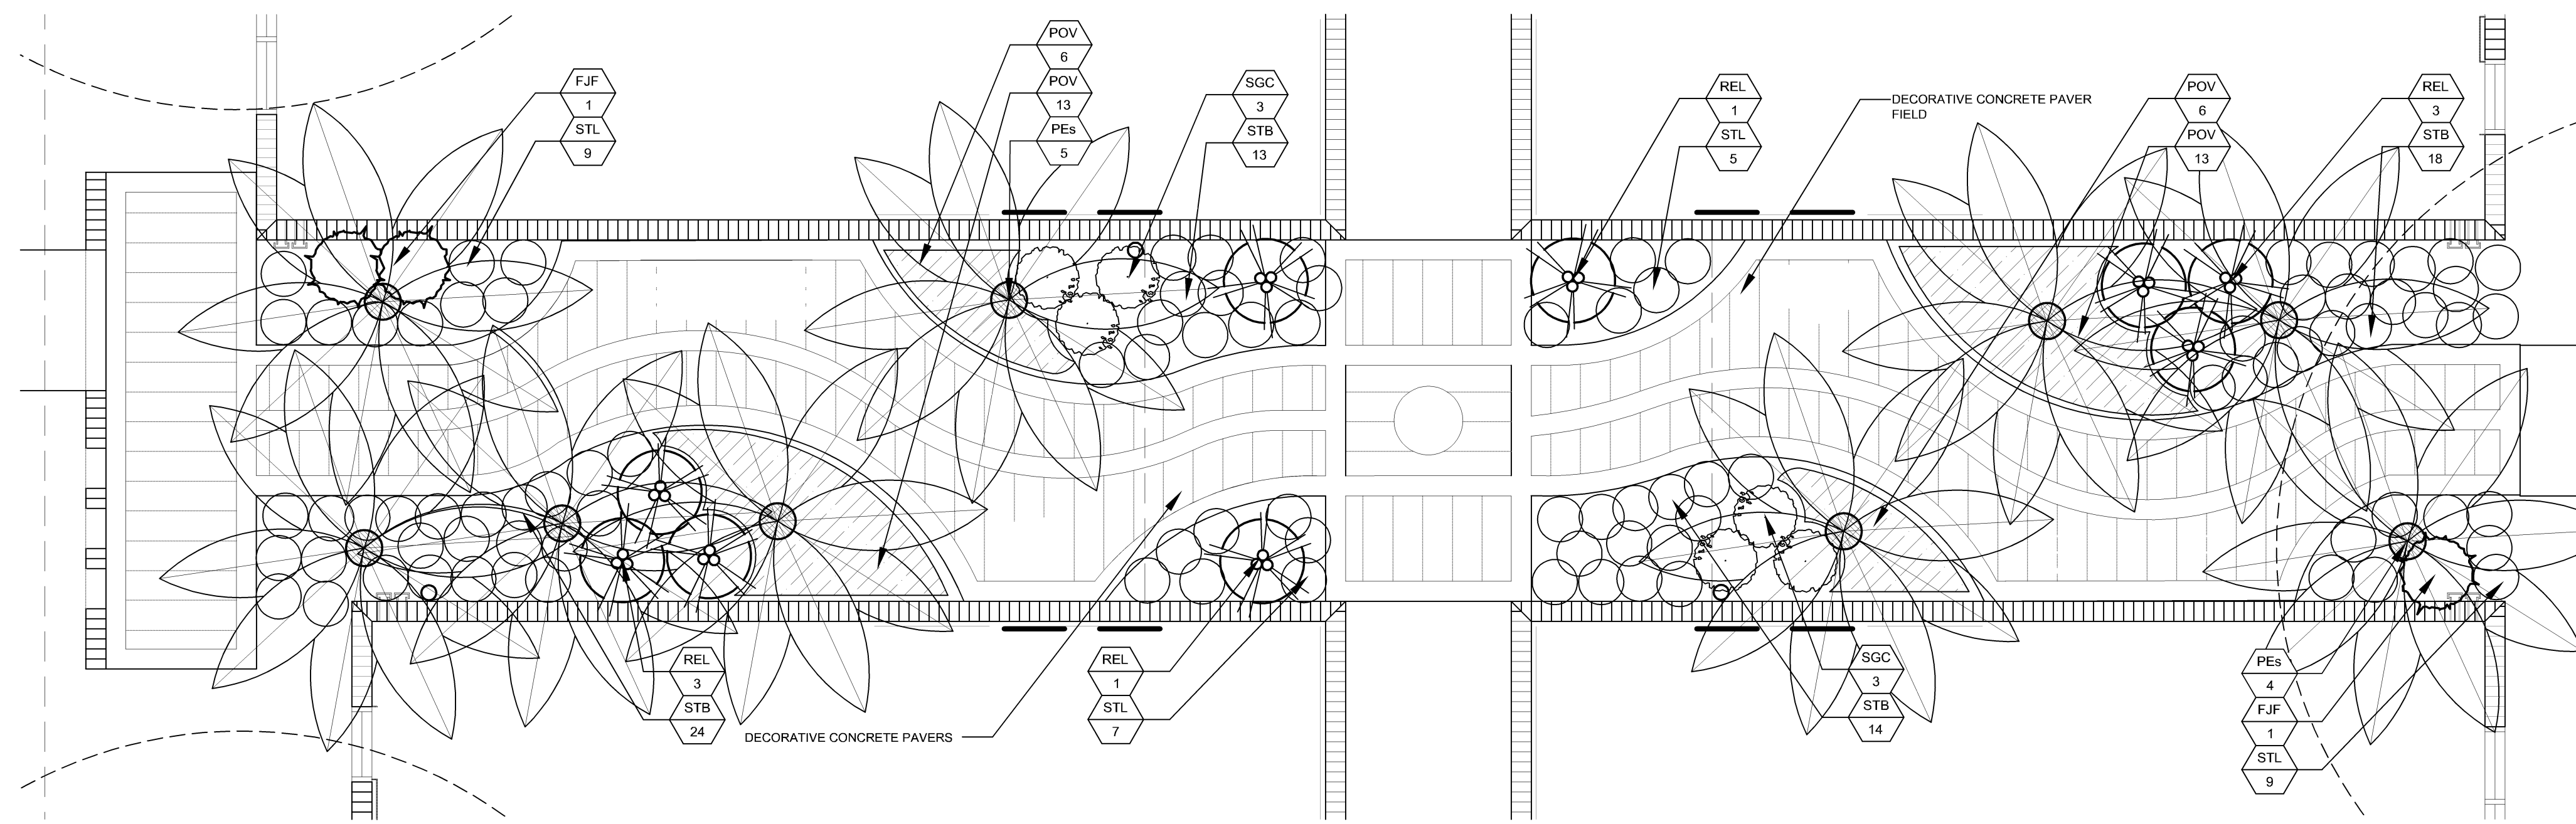 FJF
1
STL
9
POV
6
POV
13
PEs
5
SGC
3
STB
13
REL
1
STL
5
DECORATIVE CONCRETE PAVER
FIELD
POV
6
POV
13
REL
3
STB
18
REL
3
STB
24
DECORATIVE CONCRETE PAVERS
REL
1
STL
7
SGC
3
STB
14
PEs
4
FJF
1
STL
9